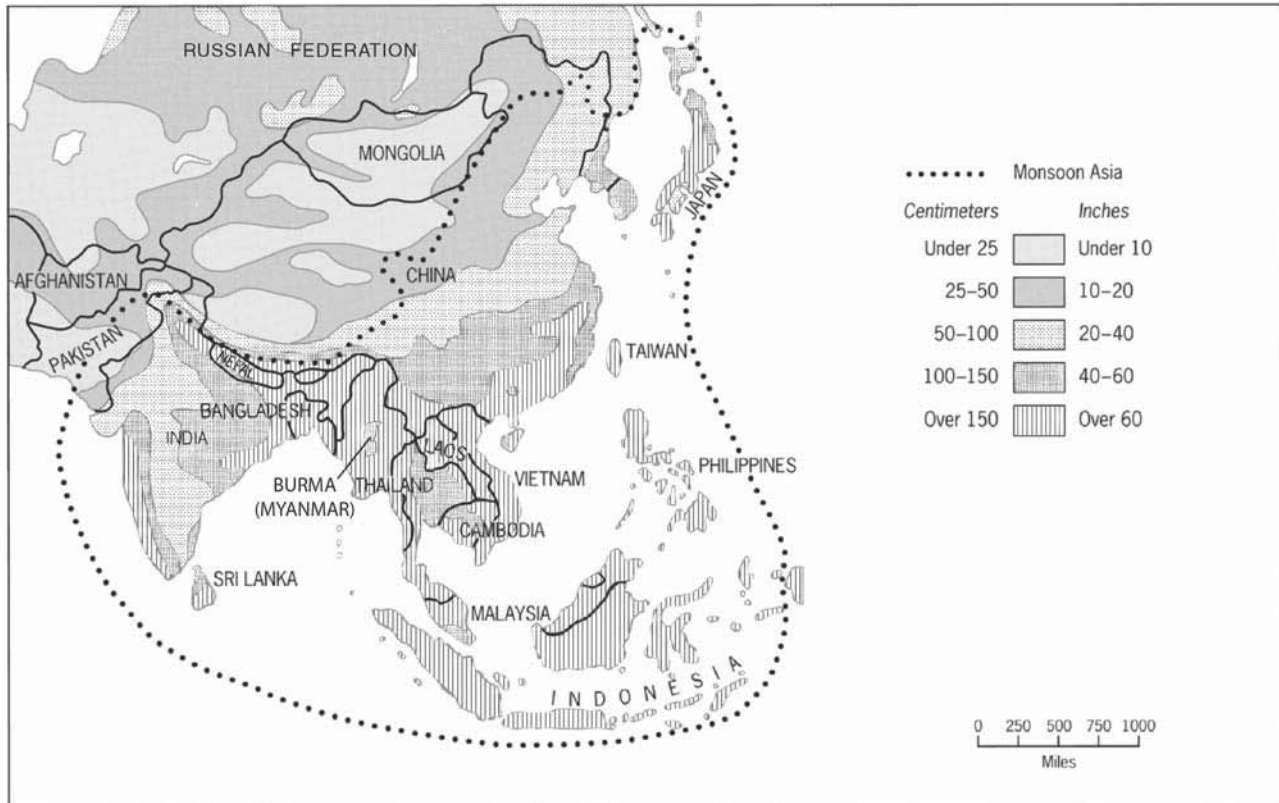 RUSSIAN FEDERATION
MONGOLIA
JAPAN
AFGHANISTAN
CHINA
PAKISTAN
NEPAL
TAIWAN
BANGLADESH
INDIA
LAOS
BURMA
(MYANMAR)
THAILAND
VIETNAM
PHILIPPINES
CAMBODIA
SRI LANKA
MALAYSIA
INDONESIA
Monsoon Asia
Centimeters Inches
Under 25 Under 10
25–50 10–20
50–100 20–40
100–150 40–60
Over 150 Over 60
0 250 500 750 1000
Miles